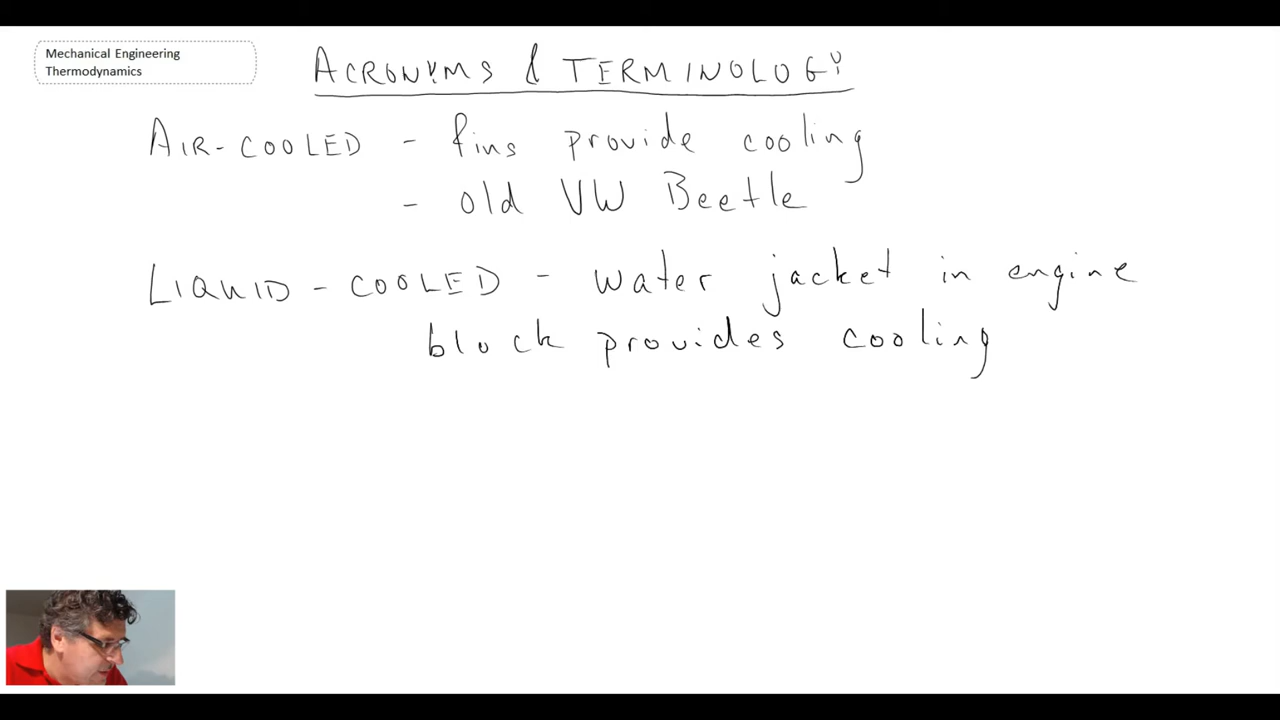 Mechanical Engineering
Thermodynamics
ACRONYMS & TERMINOLOGY
AIR-COOLED - fins provide cooling
- old VW Beetle
LIQUID-COOLED - water jacket in engine
block provides cooling